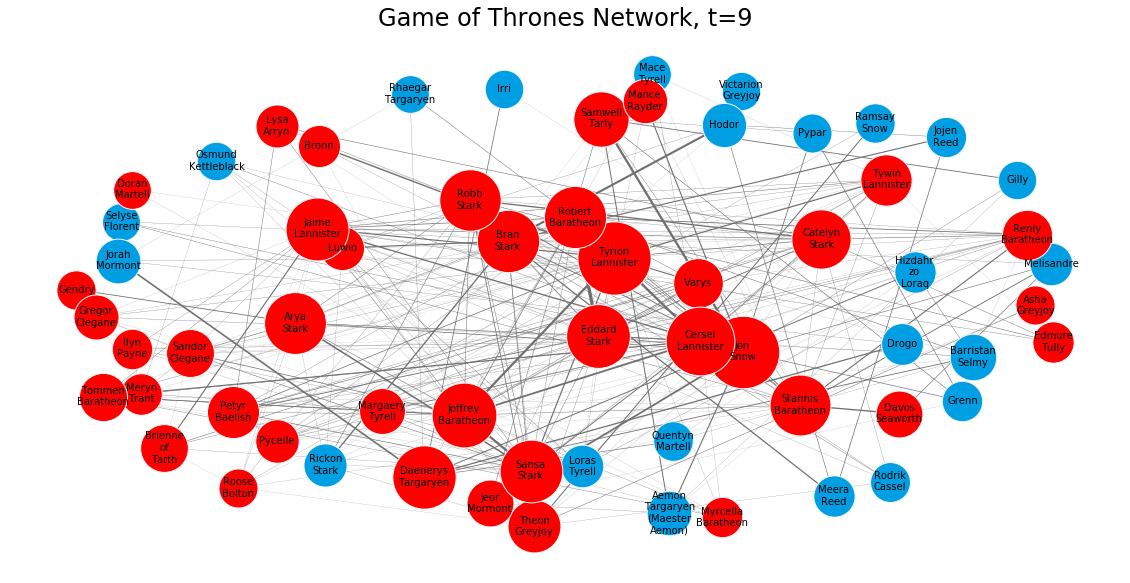 Game of Thrones Network, t=9
Mace
Tyrell
Rhaegar
Targaryen
Irri
Victarion
Greyjoy
Mance
Rayder
Samwell
Tarly
Hodor
Lysa
Arryn
Bronn
Pypar
Ramsay
Snow
Jojen
Reed
Osmund
Kettleblack
Doran
Martell
Tywin
Lannister
Gilly
Robb
Stark
Robert
Baratheon
Selyse
Florent
Jaime
Lannister
Luwin
Bran
Stark
Catelyn
Stark
Renly
Baratheon
Jorah
Mormont
Tyrion
Lannister
Melisandre
Hizdahr
zo
Loraq
Varys
Gendry
Gregor
Clegane
Asha
Greyjoy
Arya
Stark
Eddard
Stark
Cersei
Lannister
Jon
Snow
Drogo
Edmure
Tully
Ilyn
Payne
Sandor
Clegane
Barristan
Selmy
Tommen
Baratheon
Meryn
Trant
Petyr
Baelish
Margaery
Tyrell
Joffrey
Baratheon
Stannis
Baratheon
Davos
Seaworth
Grenn
Brienne
of
Tarth
Pycelle
Quentyn
Martell
Rickon
Stark
Daenerys
Targaryen
Sansa
Stark
Loras
Tyrell
Roose
Bolton
Jeor
Mormont
Theon
Greyjoy
Aemon
Targaryen
(Maester
Aemon)
Myrcella
Baratheon
Meera
Reed
Rodrik
Cassel